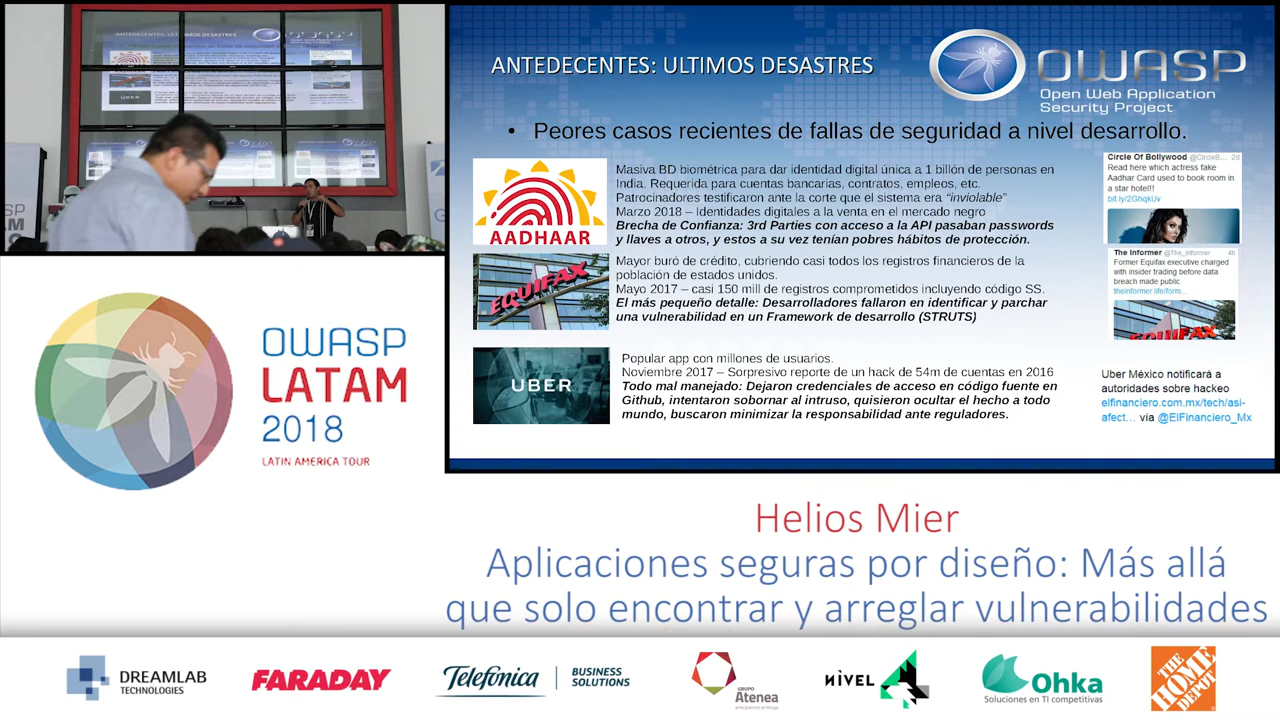 ANTEDECENTES: ULTIMOS DESASTRES
OWASP
Open Web Application
Security Project
• Peores casos recientes de fallas de seguridad a nivel desarrollo.
AADHAAR
Masiva BD biométrica para dar identidad digital única a 1 billón de personas en
India. Requerida para cuentas bancarias, contratos, empleos, etc.
Patrocinadores testificaron ante la corte que el sistema era “inviolable”
Marzo 2018 – Identidades digitales a la venta en el mercado negro
Brecha de Confianza: 3rd Parties con acceso a la API pasaban passwords
y llaves a otros, y estos a su vez tenían pobres hábitos de protección.
Circle Of Bollywood @CircleB... 2d
Read here which actress fake
Aadhar Card used to book room in
a star hotel!!
bit.ly/2GhqkUv
EQUIFAX
Mayor buró de crédito, cubriendo casi todos los registros financieros de la
población de estados unidos.
Mayo 2017 – casi 150 mill de registros comprometidos incluyendo código SS.
El más pequeño detalle: Desarrolladores fallaron en identificar y parchar
una vulnerabilidad en un Framework de desarrollo (STRUTS)
The Informer @The_Informer 4h
Former Equifax executive charged
with insider trading before data
breach made public
theinformer.life/form...
EQUIFAX
UBER
Popular app con millones de usuarios.
Noviembre 2017 – Sorpresivo reporte de un hack de 54m de cuentas en 2016
Todo mal manejado: Dejaron credenciales de acceso en código fuente en
Github, intentaron sobornar al intruso, quisieron ocultar el hecho a todo
mundo, buscaron minimizar la responsabilidad ante reguladores.
Uber México notificará a
autoridades sobre hackeo
elfinanciero.com.mx/tech/asi-
afect... vía @ElFinanciero_Mx
OWASP
LATAM
2018
LATIN AMERICA TOUR
Helios Mier
Aplicaciones seguras por diseño: Más allá
que solo encontrar y arreglar vulnerabilidades
DREAMLAB
TECHNOLOGIES
FARADAY
Telefónica
BUSINESS
SOLUTIONS
GRUPO
Atenea
NIVEL 4
Ohka
Soluciones en TI competitivas
THE
HOME
DEPOT